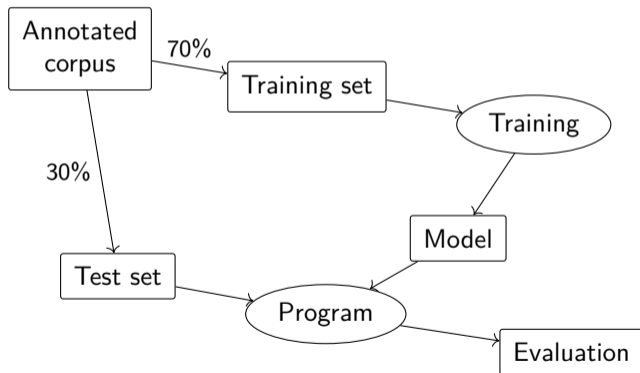 Annotated
corpus
70%
Training set
Training
30%
Model
Test set
Program
Evaluation